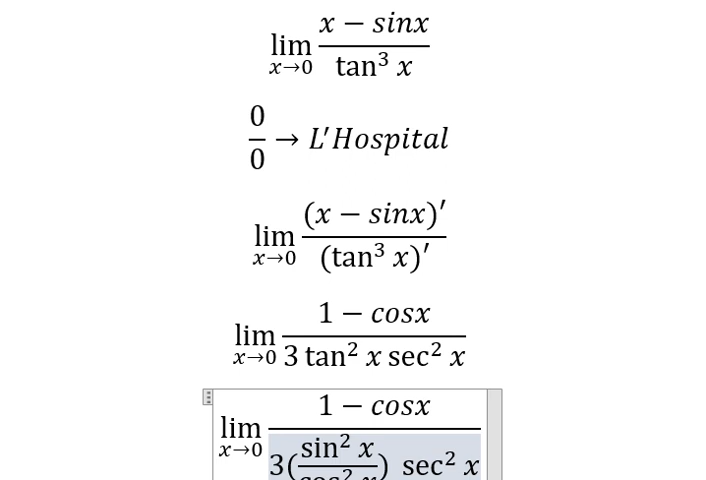 lim x→0 (x − sinx)/(tan³ x)
0/0 → L′Hospital
lim x→0 (x − sinx)′/(tan³ x)′
lim x→0 (1 − cosx)/(3 tan² x sec² x)
lim x→0 (1 − cosx)/(3(sin² x/cos² x) sec² x)